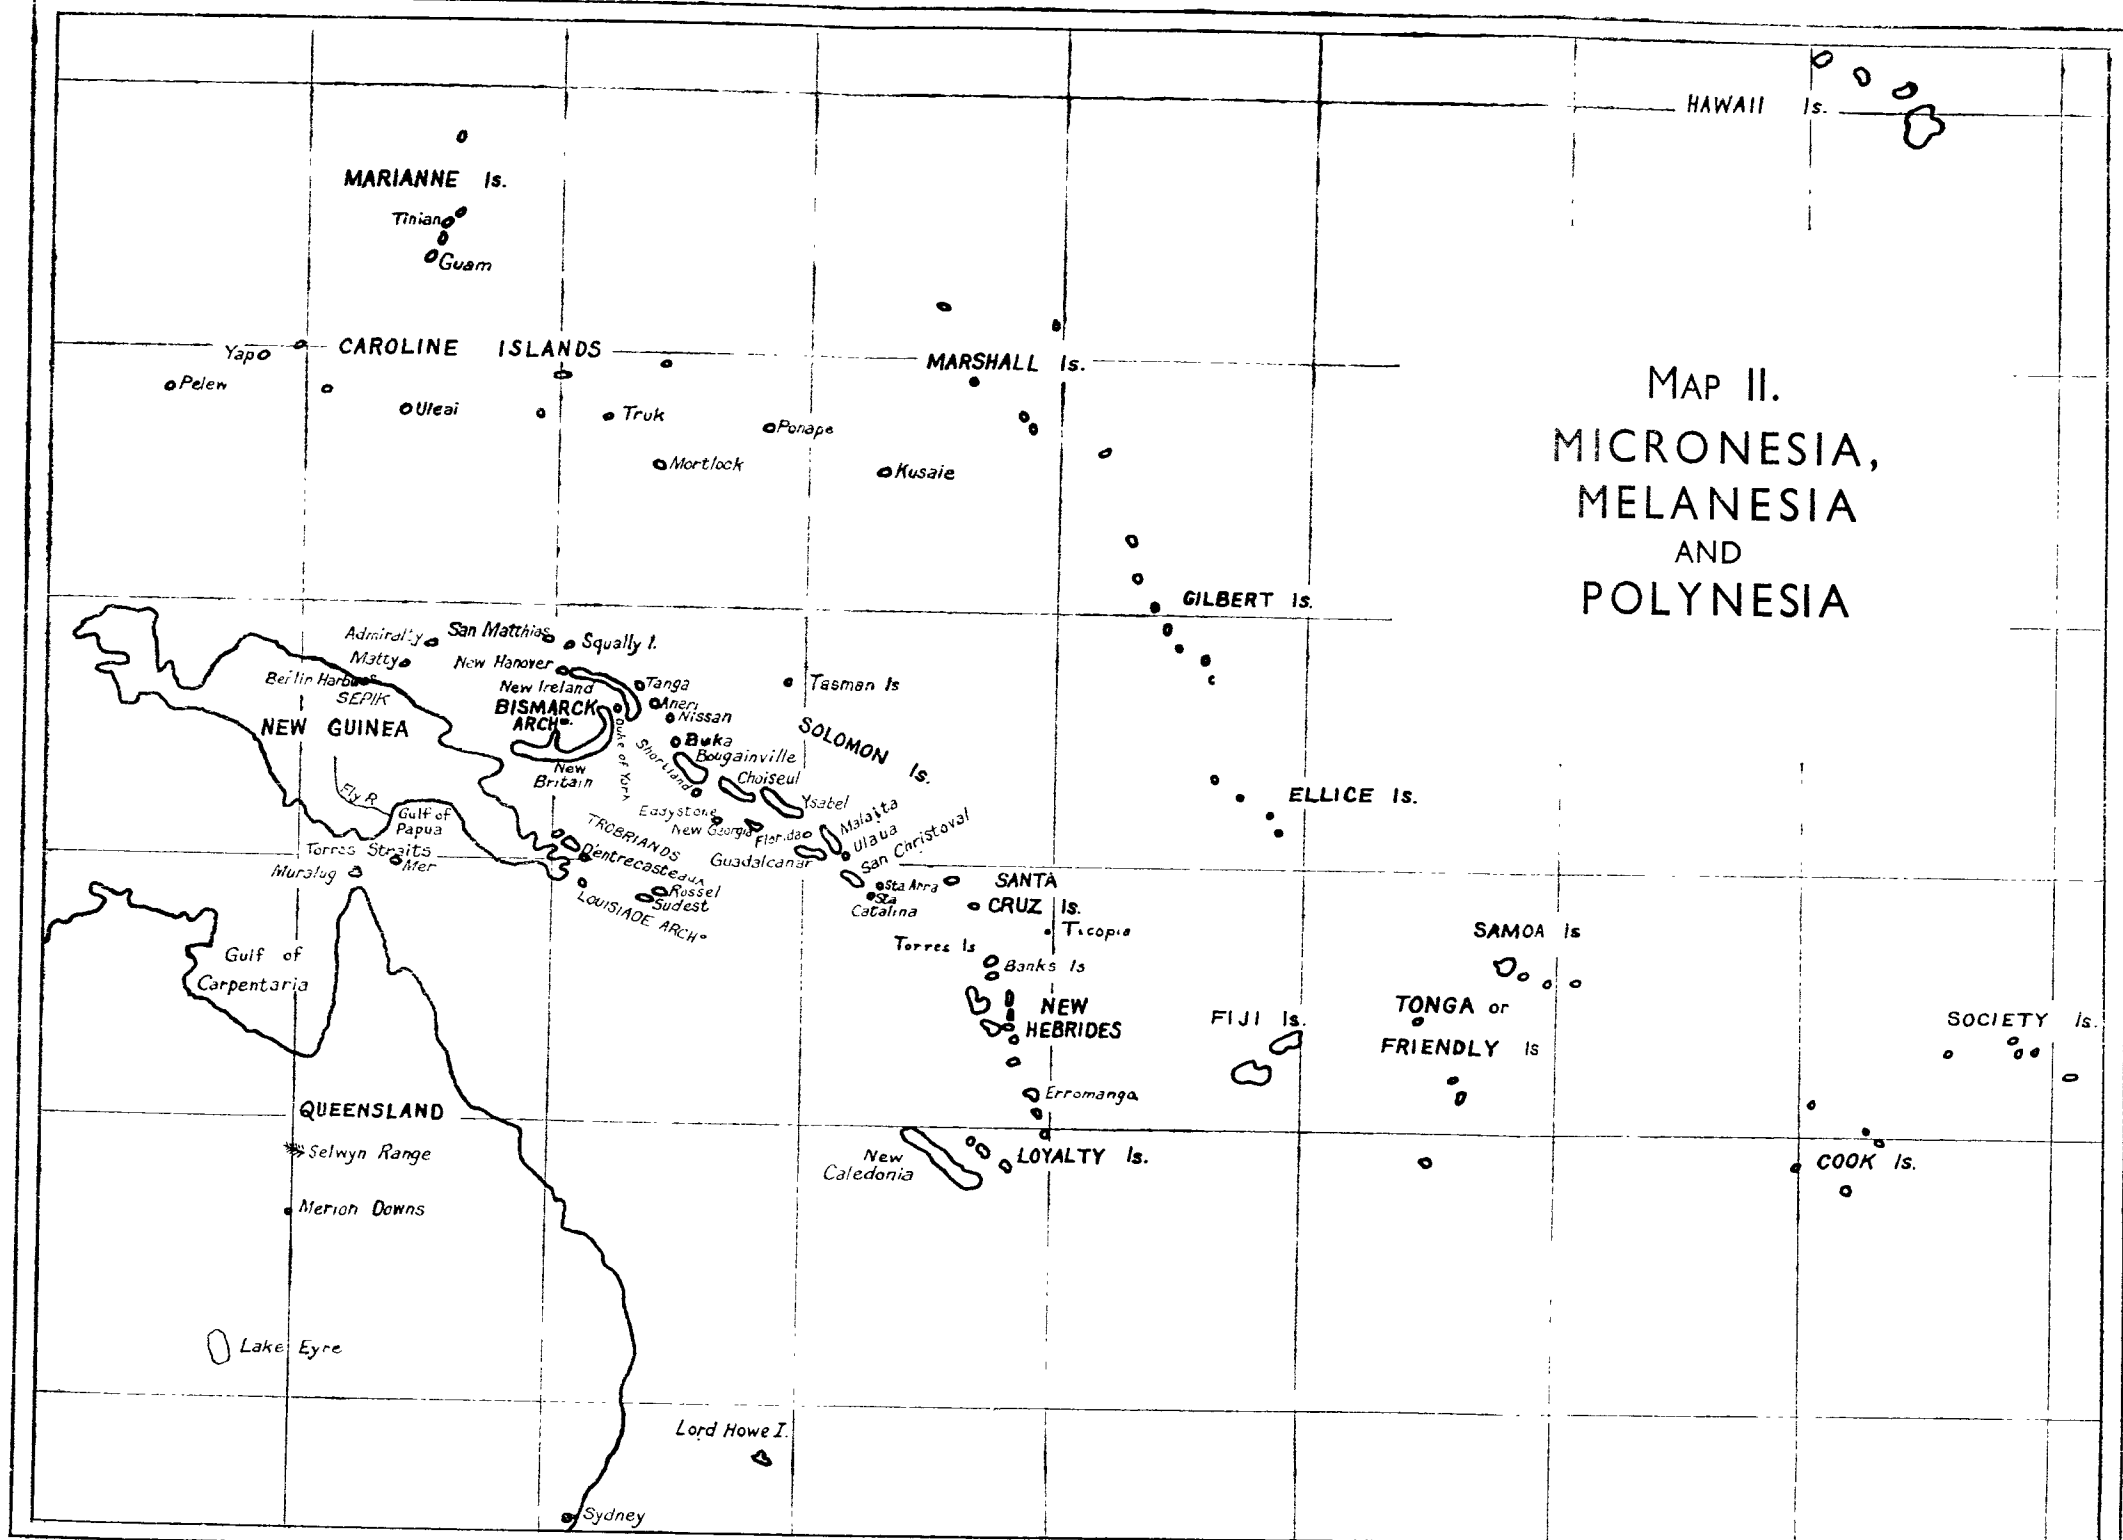 HAWAII Is.
MARIANNE Is.
Tinian
Guam
Yap
CAROLINE ISLANDS
MARSHALL Is.
Pelew
Uleai
Truk
Ponape
Mortlock
Kusaie
MAP II.
MICRONESIA,
MELANESIA
AND
POLYNESIA
GILBERT Is.
Admiralty
San Matthias
Squally I.
Matty
New Hanover
Berlin Harbour
SEPIK
New Ireland
Tanga
Tasman Is
BISMARCK
ARCHO.
Aneri
Nissan
NEW GUINEA
Duke of York
Buka
SOLOMON Is.
Shortland
Bougainville
New
Britain
Choiseul
Ysabel
ELLICE Is.
Fly R.
Gulf of
Papua
Eddystone
New Georgia
Florida
Malaita
Ulaua
San Christoval
Guadalcanar
TROBRIANDS
D'entrecasteaux
Torres Straits
Mer
Muralug
Rossel
Sudest
LOUISIADE ARCHO
Sta Anna
Sta
Catalina
SANTA
CRUZ Is.
Ticopia
Torres Is
Banks Is
SAMOA Is
Gulf of
Carpentaria
NEW
HEBRIDES
FIJI Is.
TONGA or
FRIENDLY Is
SOCIETY Is.
Erromanga
QUEENSLAND
Selwyn Range
New
Caledonia
LOYALTY Is.
COOK Is.
Merion Downs
Lake Eyre
Lord Howe I.
Sydney